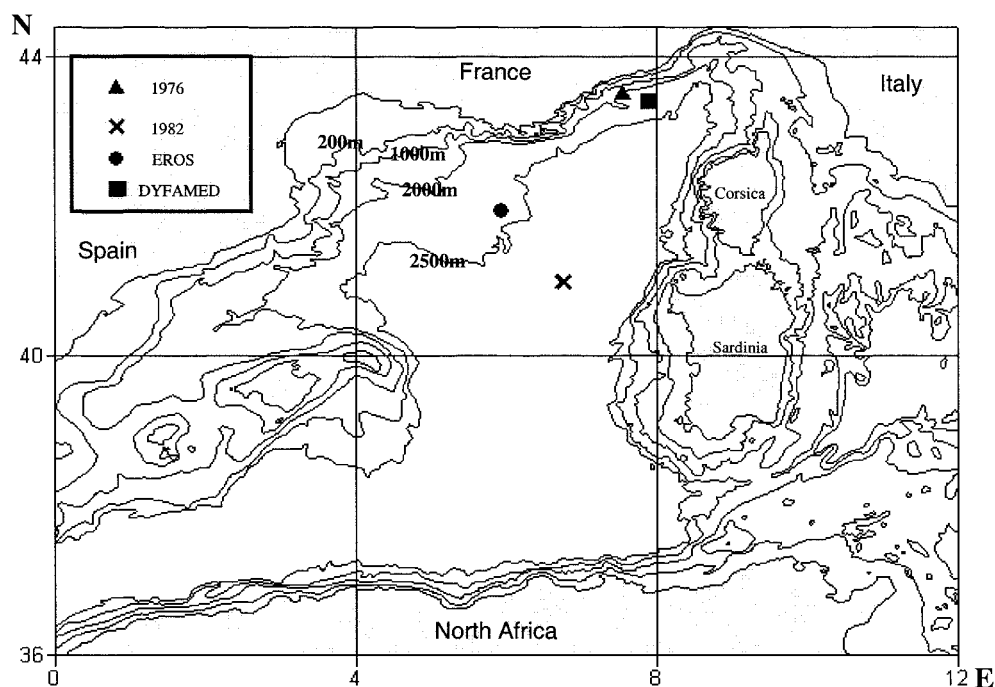 N
44
1976
1982
EROS
DYFAMED
France
Italy
200m
1000m
2000m
Corsica
Spain
2500m
40
Sardinia
North Africa
36
0
4
8
12 E